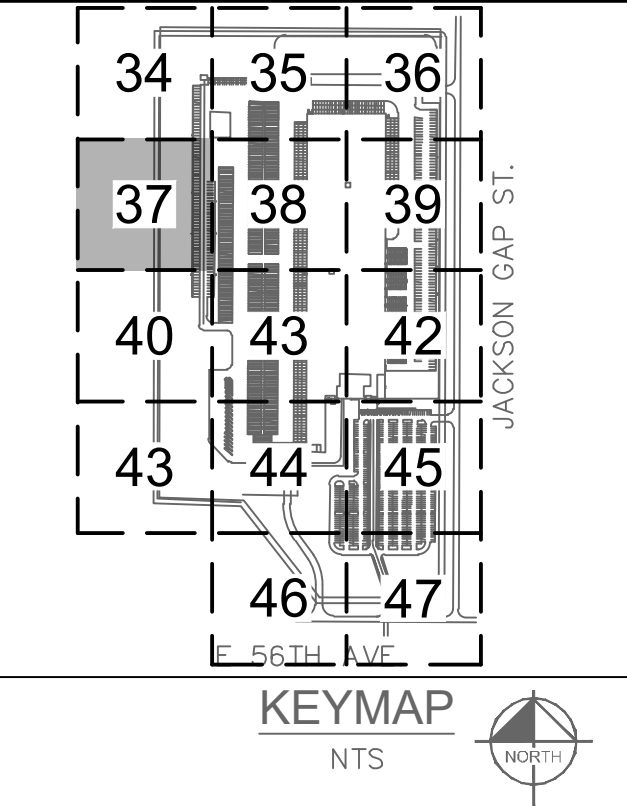 34 35 36
37 38 39
JACKSON GAP ST.
40 43 42
43 44 45
46 47
E 56TH AVE
KEYMAP
NTS
NORTH